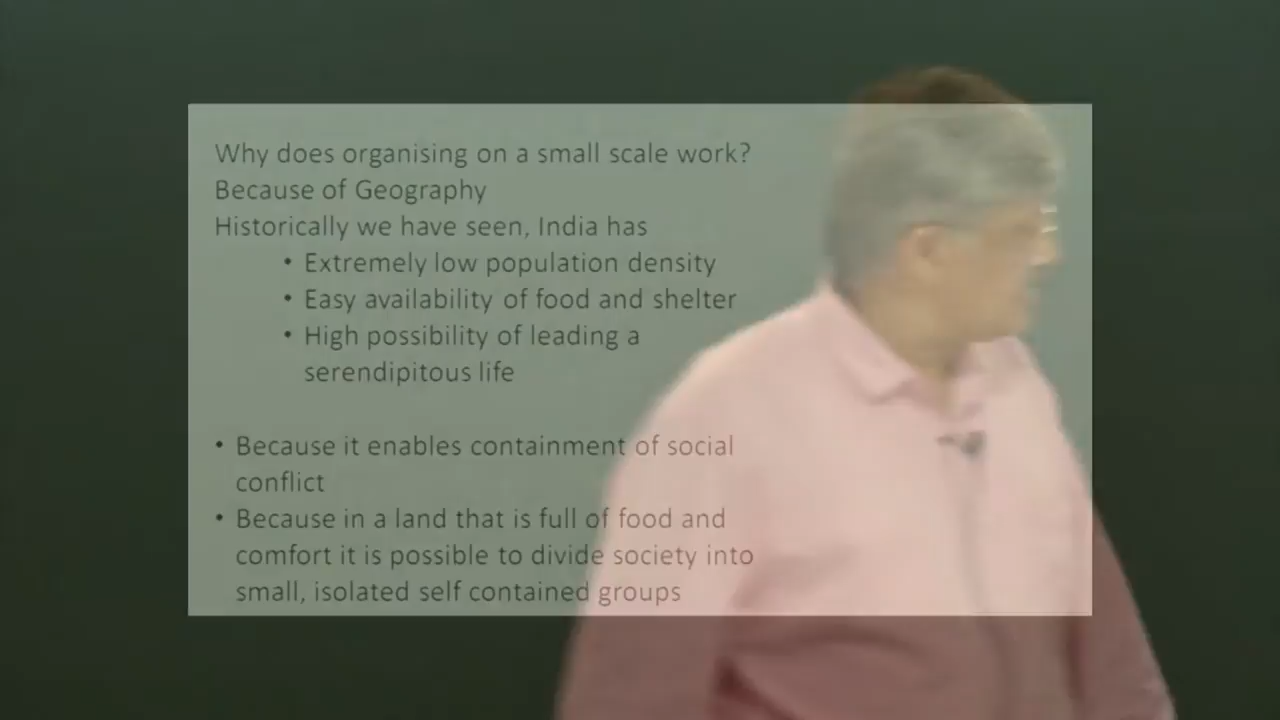 Why does organising on a small scale work?
Because of Geography
Historically we have seen, India has
• Extremely low population density
• Easy availability of food and shelter
• High possibility of leading a
serendipitous life
• Because it enables containment of social
conflict
• Because in a land that is full of food and
comfort it is possible to divide society into
small, isolated self contained groups